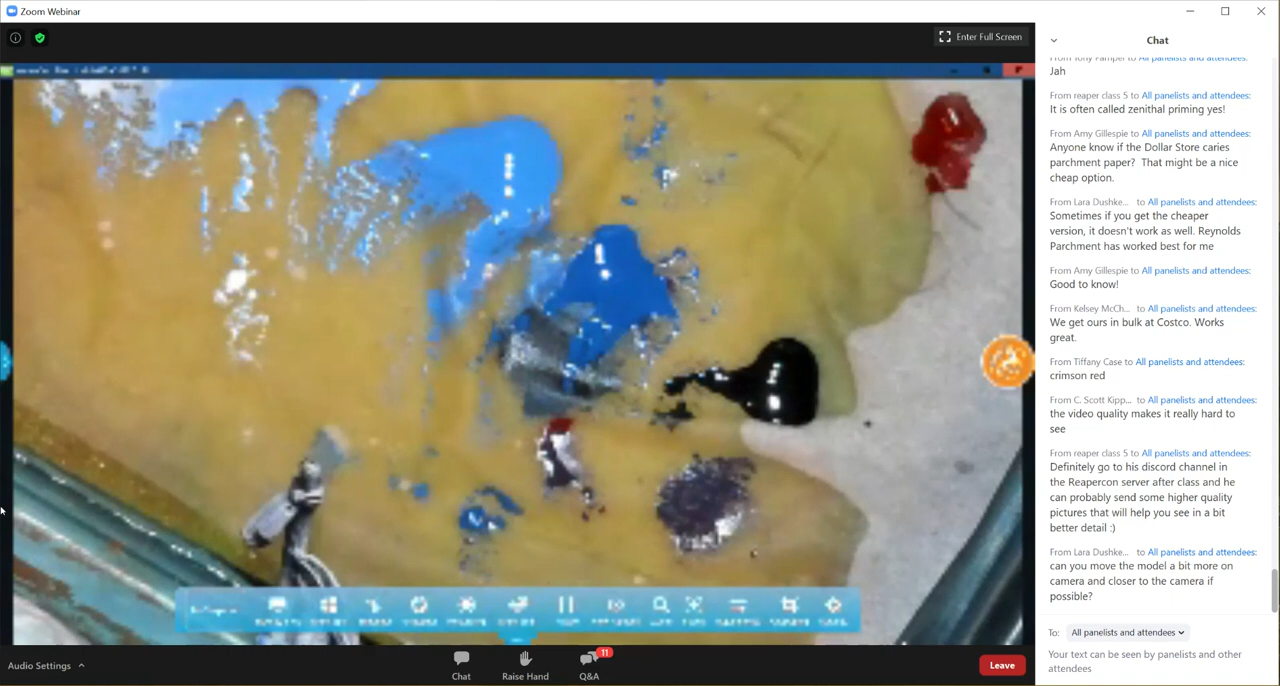 Zoom Webinar
Enter Full Screen
Chat
Jah
From reaper class 5 to All panelists and attendees:
It is often called zenithal priming yes!
From Amy Gillespie to All panelists and attendees:
Anyone know if the Dollar Store caries
parchment paper? That might be a nice
cheap option.
From Lara Dushke... to All panelists and attendees:
Sometimes if you get the cheaper
version, it doesn't work as well. Reynolds
Parchment has worked best for me
From Amy Gillespie to All panelists and attendees:
Good to know!
From Kelsey McCh... to All panelists and attendees:
We get ours in bulk at Costco. Works
great.
From Tiffany Case to All panelists and attendees:
crimson red
From C. Scott Kipp... to All panelists and attendees:
the video quality makes it really hard to
see
From reaper class 5 to All panelists and attendees:
Definitely go to his discord channel in
the Reapercon server after class and he
can probably send some higher quality
pictures that will help you see in a bit
better detail :)
From Lara Dushke... to All panelists and attendees:
can you move the model a bit more on
camera and closer to the camera if
possible?
To: All panelists and attendees
Your text can be seen by panelists and other
attendees
Audio Settings
Chat
Raise Hand
11
Q&A
Leave